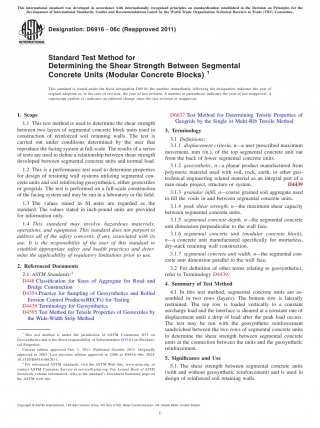 This international standard was developed in accordance with internationally recognized principles on standardization established in the Decision on Principles for the
Development of International Standards, Guides and Recommendations issued by the World Trade Organization Technical Barriers to Trade (TBT) Committee.
Designation: D6916 - 06c (Reapproved 2011)
Standard Test Method for
Determining the Shear Strength Between Segmental
Concrete Units (Modular Concrete Blocks) 1
This standard is issued under the fixed designation D6916; the number immediately following the designation indicates the year of
original adoption or, in the case of revision, the year of last revision. A number in parentheses indicates the year of last reapproval. A
superscript epsilon (ε) indicates an editorial change since the last revision or reapproval.
1. Scope
1.1 This test method is used to determine the shear strength
between two layers of segmental concrete block units used in
construction of reinforced soil retaining walls. The test is
carried out under conditions determined by the user that
reproduce the facing system at full-scale. The results of a series
of tests are used to define a relationship between shear strength
developed between segmental concrete units and normal load.
1.2 This is a performance test used to determine properties
for design of retaining wall systems utilizing segmental con-
crete units and soil reinforcing geosynthetics, either geotextiles
or geogrids. The test is performed on a full-scale construction
of the facing system and may be run in a laboratory or the field.
1.3 The values stated in SI units are regarded as the
standard. The values stated in inch-pound units are provided
for information only.
1.4 This standard may involve hazardous materials,
operations, and equipment. This standard does not purport to
address all of the safety concerns, if any, associated with its
use. It is the responsibility of the user of this standard to
establish appropriate safety and health practices and deter-
mine the applicability of regulatory limitations prior to use.
2. Referenced Documents
2.1 ASTM Standards:2
D448 Classification for Sizes of Aggregate for Road and
Bridge Construction
D4354 Practice for Sampling of Geosynthetics and Rolled
Erosion Control Products(RECPs) for Testing
D4439 Terminology for Geosynthetics
D4595 Test Method for Tensile Properties of Geotextiles by
the Wide-Width Strip Method
1 This test method is under the jurisdiction of ASTM Committee D35 on
Geosynthetics and is the direct responsibility of Subcommittee D35.01 on Mechani-
cal Properties.
2 For referenced ASTM standards, visit the ASTM website, www.astm.org, or
contact ASTM Customer Service at service@astm.org. For Annual Book of ASTM
Standards volume information, refer to the standard's Document Summary page on
the ASTM website.
D6637 Test Method for Determining Tensile Properties of
Geogrids by the Single or Multi-Rib Tensile Method
3. Terminology
3.1 Definitions:
3.1.1 displacement criteria, n—a user prescribed maximum
movement, mm (in.), of the top segmental concrete unit out
from the back of lower segmental concrete units.
3.1.2 geosynthetic, n—a planar product manufactured from
polymeric material used with soil, rock, earth, or other geo-
technical engineering related material as an integral part of a
man-made project, structure or system. D4439
3.1.3 granular infill, n—coarse grained soil aggregate used
to fill the voids in and between segmental concrete units.
3.1.4 peak shear strength, n—the maximum shear capacity
between segmental concrete units.
3.1.5 segmental concrete depth, n—the segmental concrete
unit dimension perpendicular to the wall face.
3.1.6 segmental concrete unit (modular concrete block),
n—a concrete unit manufactured specifically for mortarless,
dry-stack retaining wall construction.
3.1.7 segmental concrete unit width, n—the segmental con-
crete unit dimension parallel to the wall face.
3.2 For definition of other terms relating to geosynthetics,
refer to Terminology D4439.
4. Summary of Test Method
4.1 In this test method, segmental concrete units are as-
sembled in two rows (layers). The bottom row is laterally
restrained. The top row is loaded vertically to a constant
surcharge load and the interface is sheared at a constant rate of
displacement until a drop of load after the peak load occurs.
The test may be run with the geosynthetic reinforcement
sandwiched between the two rows of segmental concrete units
to determine the shear strength between segmental concrete
units at the connection between the units and the geosynthetic
reinforcement.
5. Significance and Use
5.1 The shear strength between segmental concrete units
(with and without geosynthetic reinforcement) and is used in
design of reinforced soil retaining walls.
1